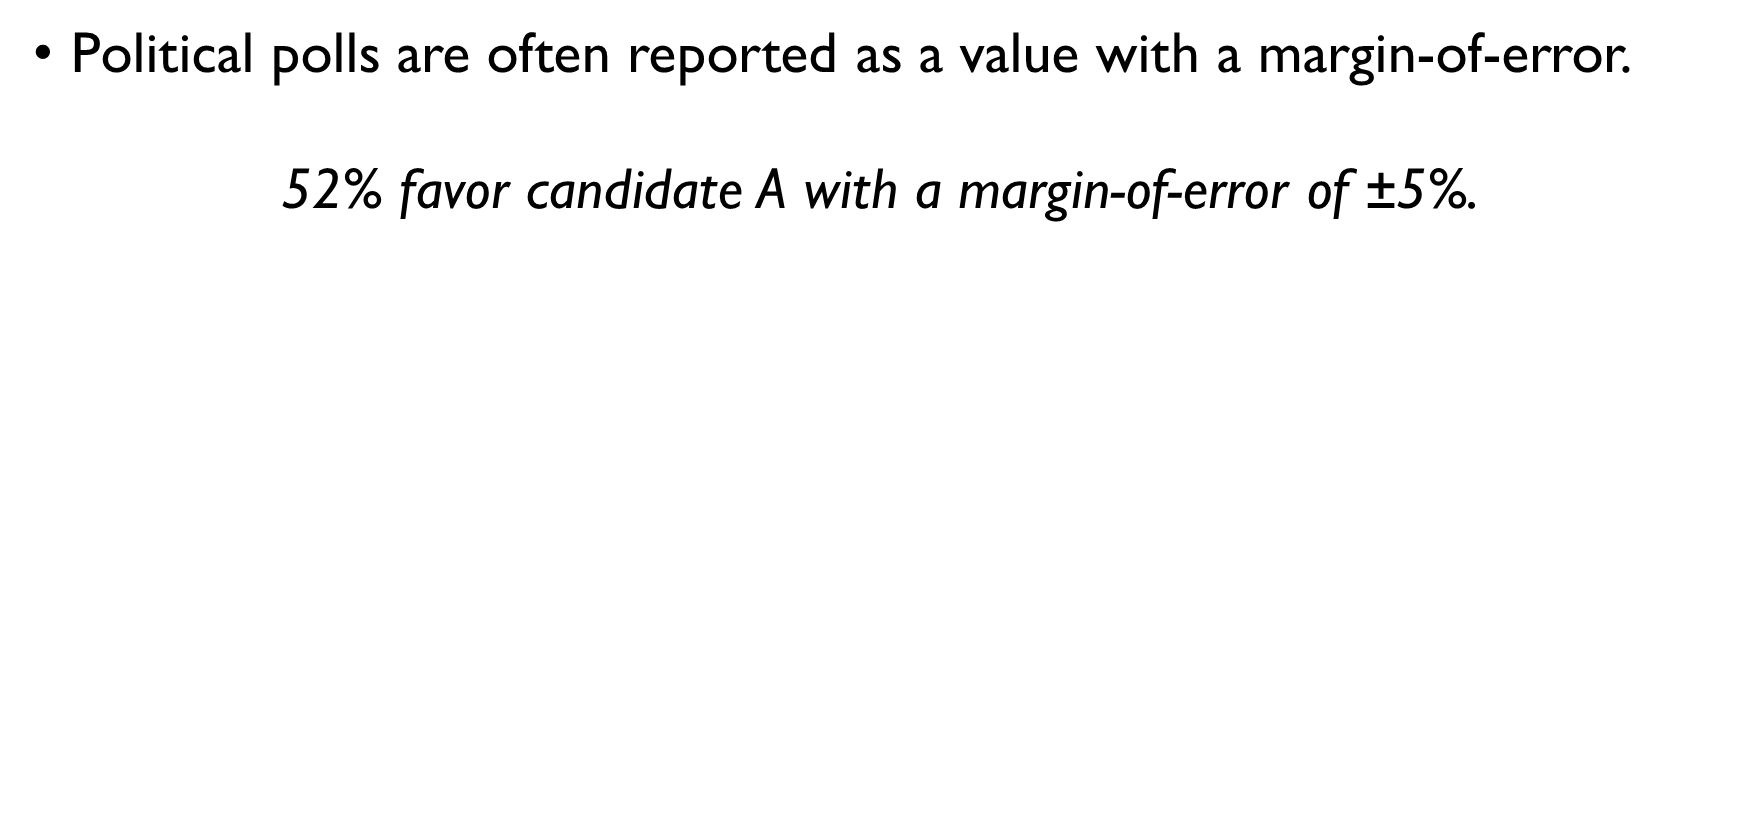 • Political polls are often reported as a value with a margin-of-error.
52% favor candidate A with a margin-of-error of ±5%.